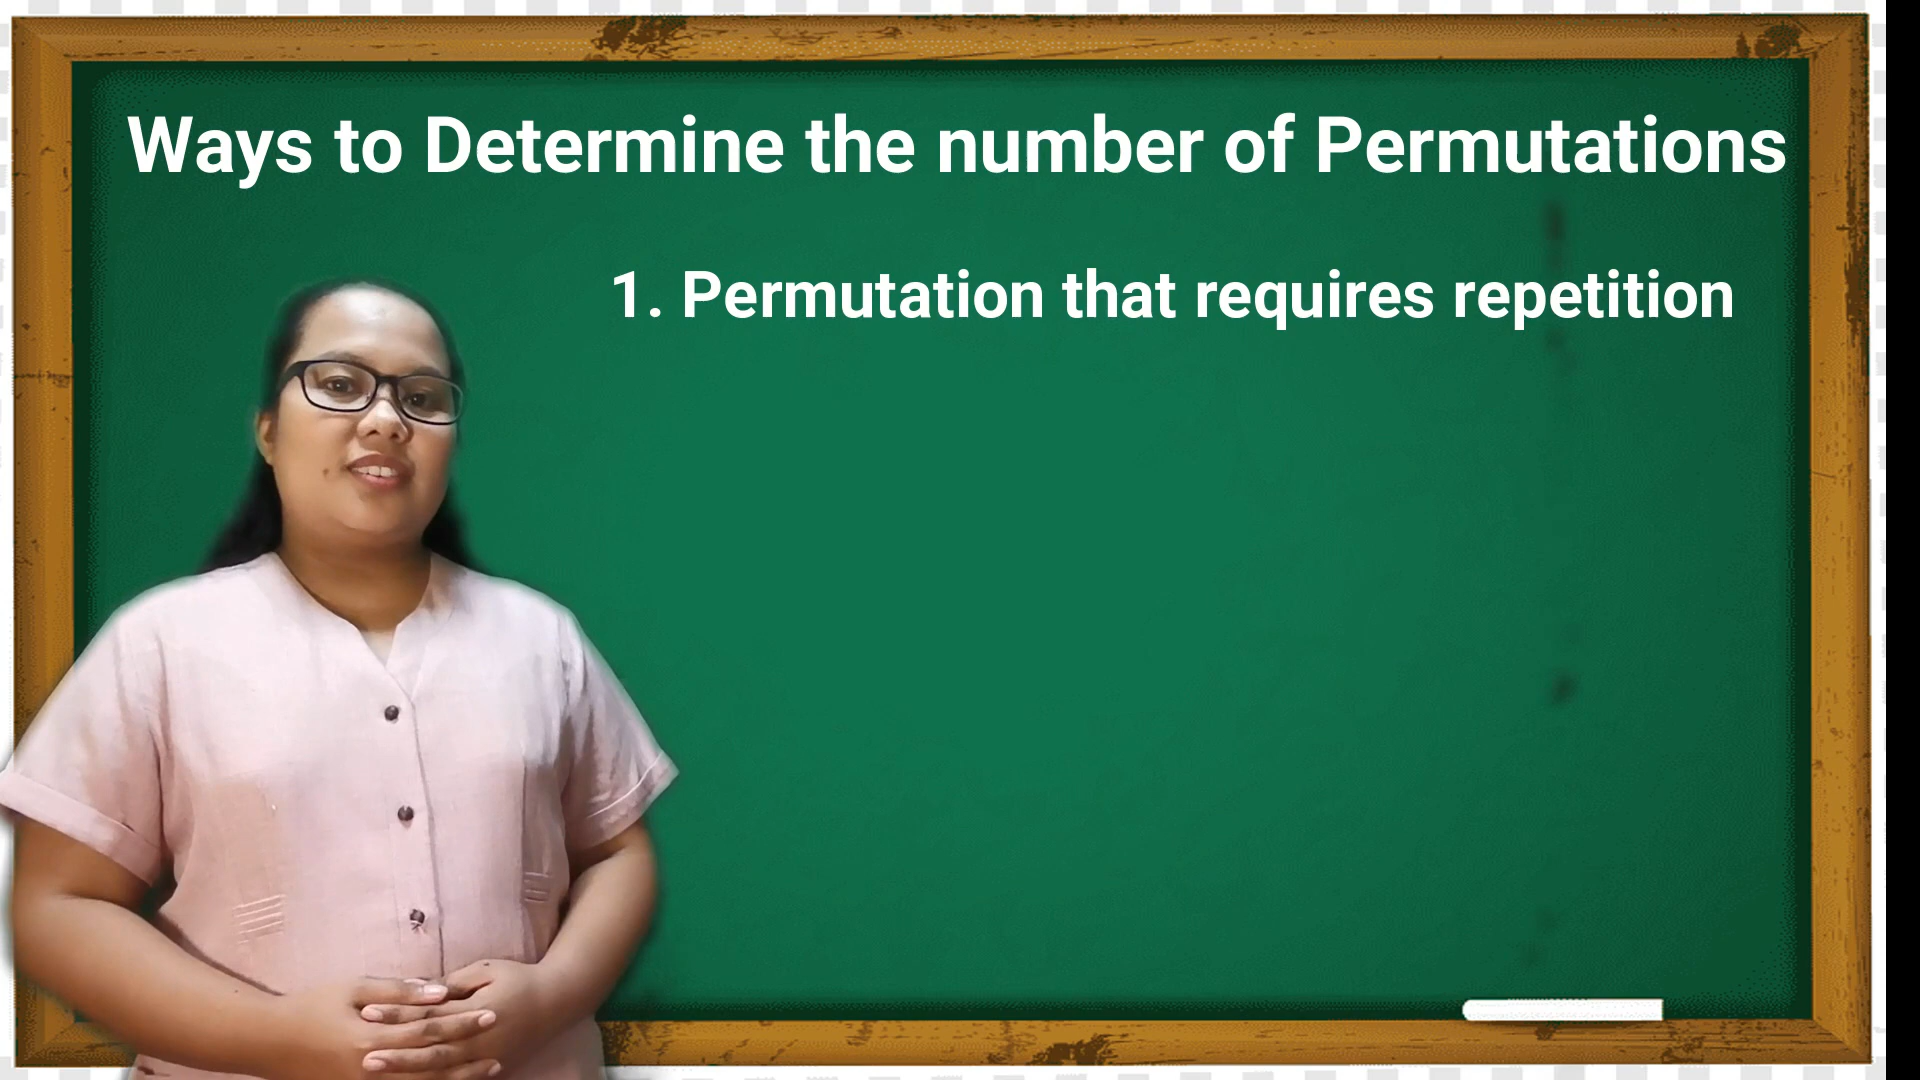 Ways to Determine the number of Permutations
1. Permutation that requires repetition